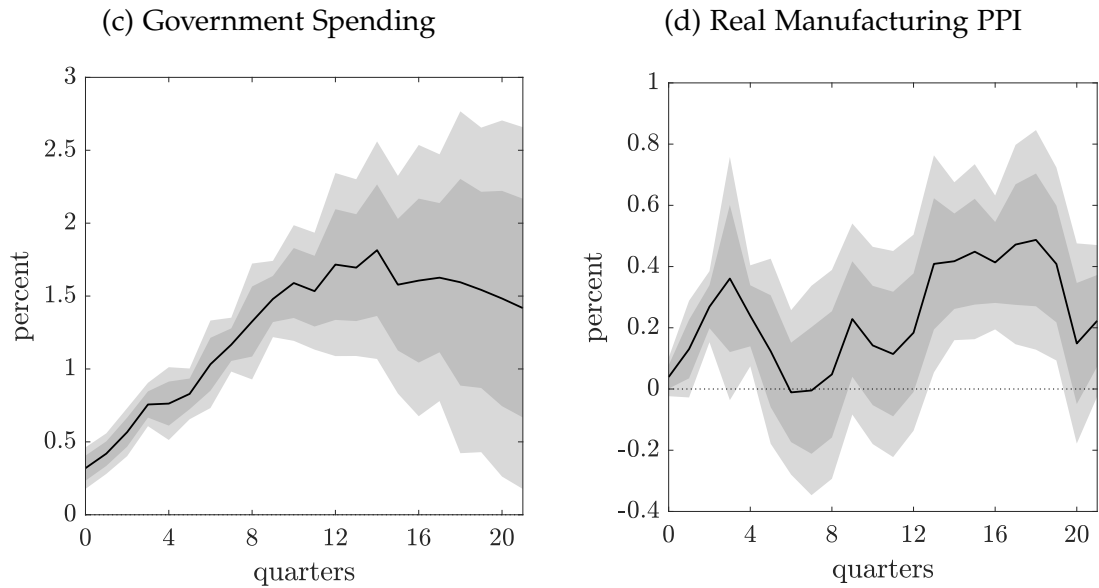 (c) Government Spending
3
2.5
2
1.5
1
0.5
0
percent
0 4 8 12 16 20
quarters
(d) Real Manufacturing PPI
1
0.8
0.6
0.4
0.2
0
-0.2
-0.4
percent
0 4 8 12 16 20
quarters